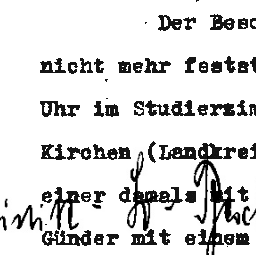 Der Besc
nicht mehr festst
Uhr im Studierzim
Kirchen (Landkrei
einer damals mit
Günder mit einem